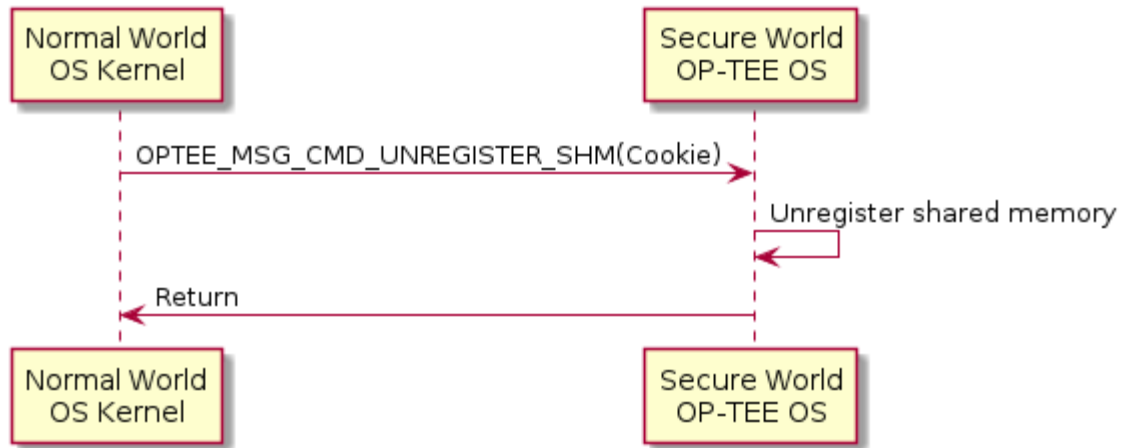 Normal World
OS Kernel
Secure World
OP-TEE OS
OPTEE_MSG_CMD_UNREGISTER_SHM(Cookie)
Unregister shared memory
Return
Normal World
OS Kernel
Secure World
OP-TEE OS